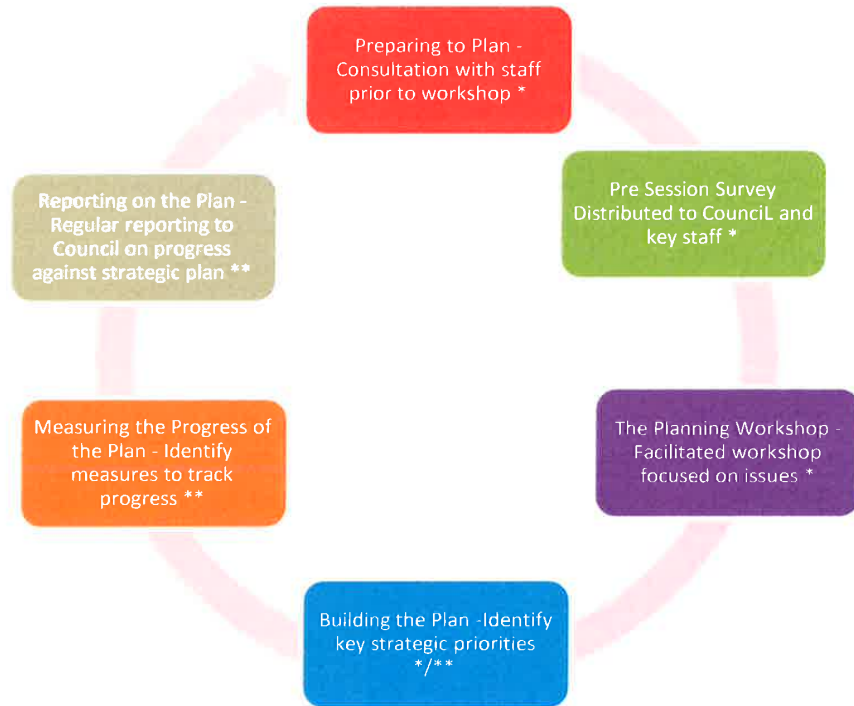 Preparing to Plan -
Consultation with staff
prior to workshop *
Pre Session Survey
Distributed to CounciL and
key staff *
The Planning Workshop -
Facilitated workshop
focused on issues *
Building the Plan -Identify
key strategic priorities
*/**
Measuring the Progress of
the Plan - Identify
measures to track
progress **
Reporting on the Plan -
Regular reporting to
Council on progress
against strategic plan **